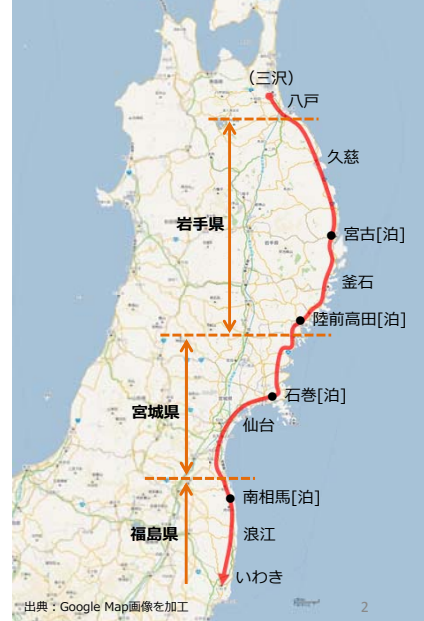 （三沢）
八戸
久慈
岩手県
宮古[泊]
釜石
陸前高田[泊]
石巻[泊]
宮城県
仙台
南相馬[泊]
福島県
浪江
いわき
出典：Google Map画像を加工
2